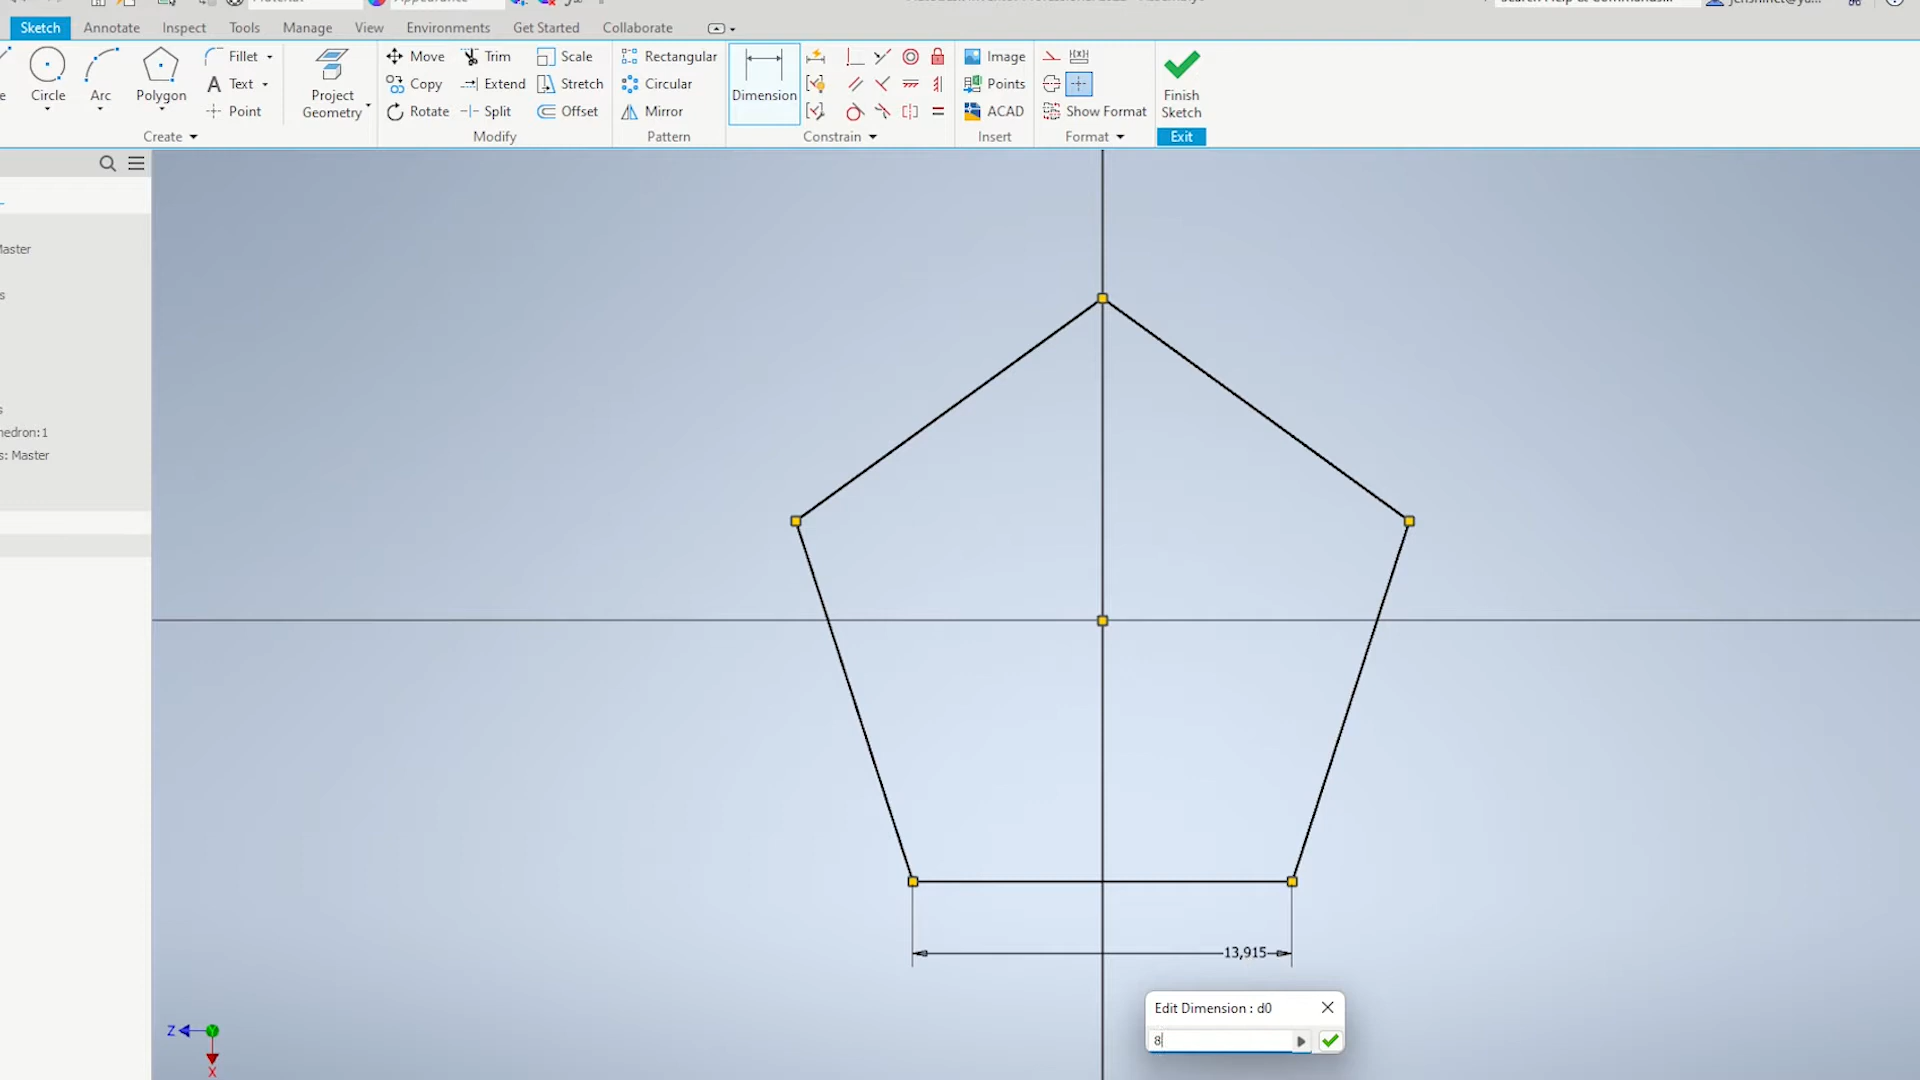 Sketch Annotate Inspect Tools Manage View Environments Get Started Collaborate
Circle Arc Polygon
Fillet
Text
Point
Create
Project
Geometry
Move Trim Scale
Copy Extend Stretch
Rotate Split Offset
Modify
Rectangular
Circular
Mirror
Pattern
Dimension
Constrain
Image
Points
ACAD
Insert
Show Format
Format
Finish
Sketch
Exit
Master
hedron:1
s: Master
13,915
Edit Dimension : d0
8
Z
Y
X